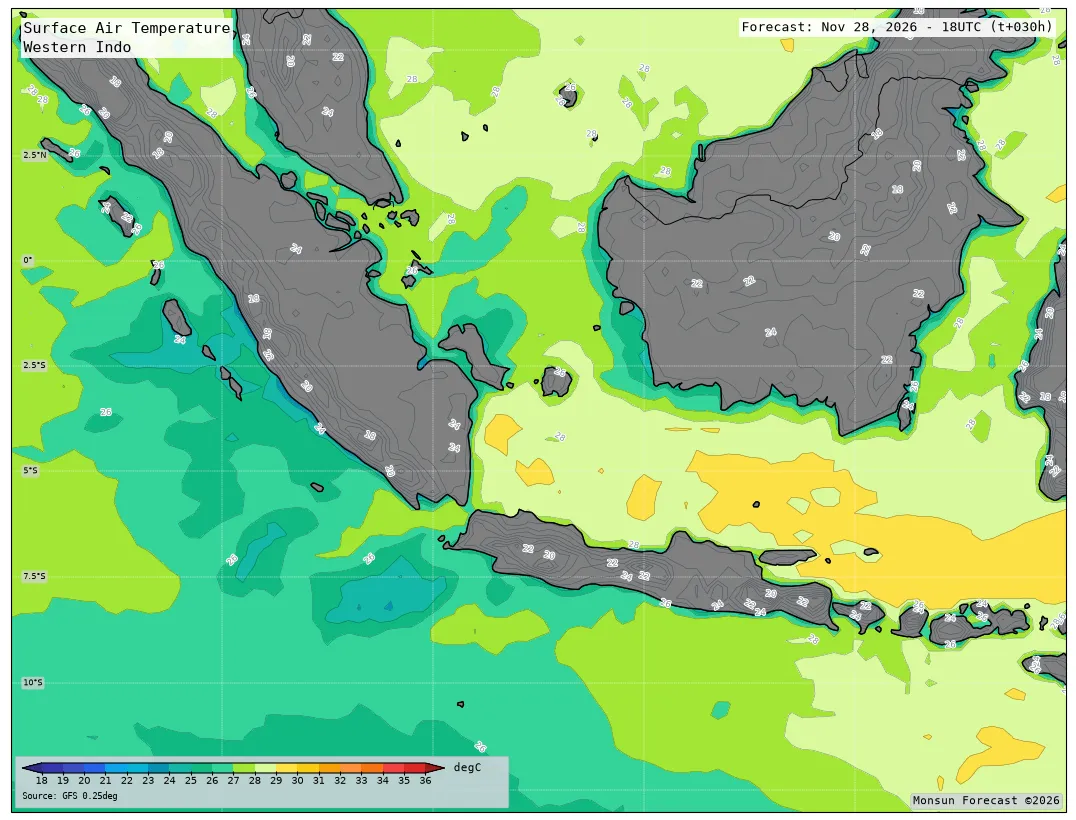 Surface Air Temperature
Western Indo
Forecast: Nov 28, 2026 - 18UTC (t+030h)
2.5°N
0°
2.5°S
5°S
7.5°S
10°S
18 19 20 21 22 23 24 25 26 27 28 29 30 31 32 33 34 35 36 degC
Source: GFS 0.25deg
Monsun Forecast ©2026